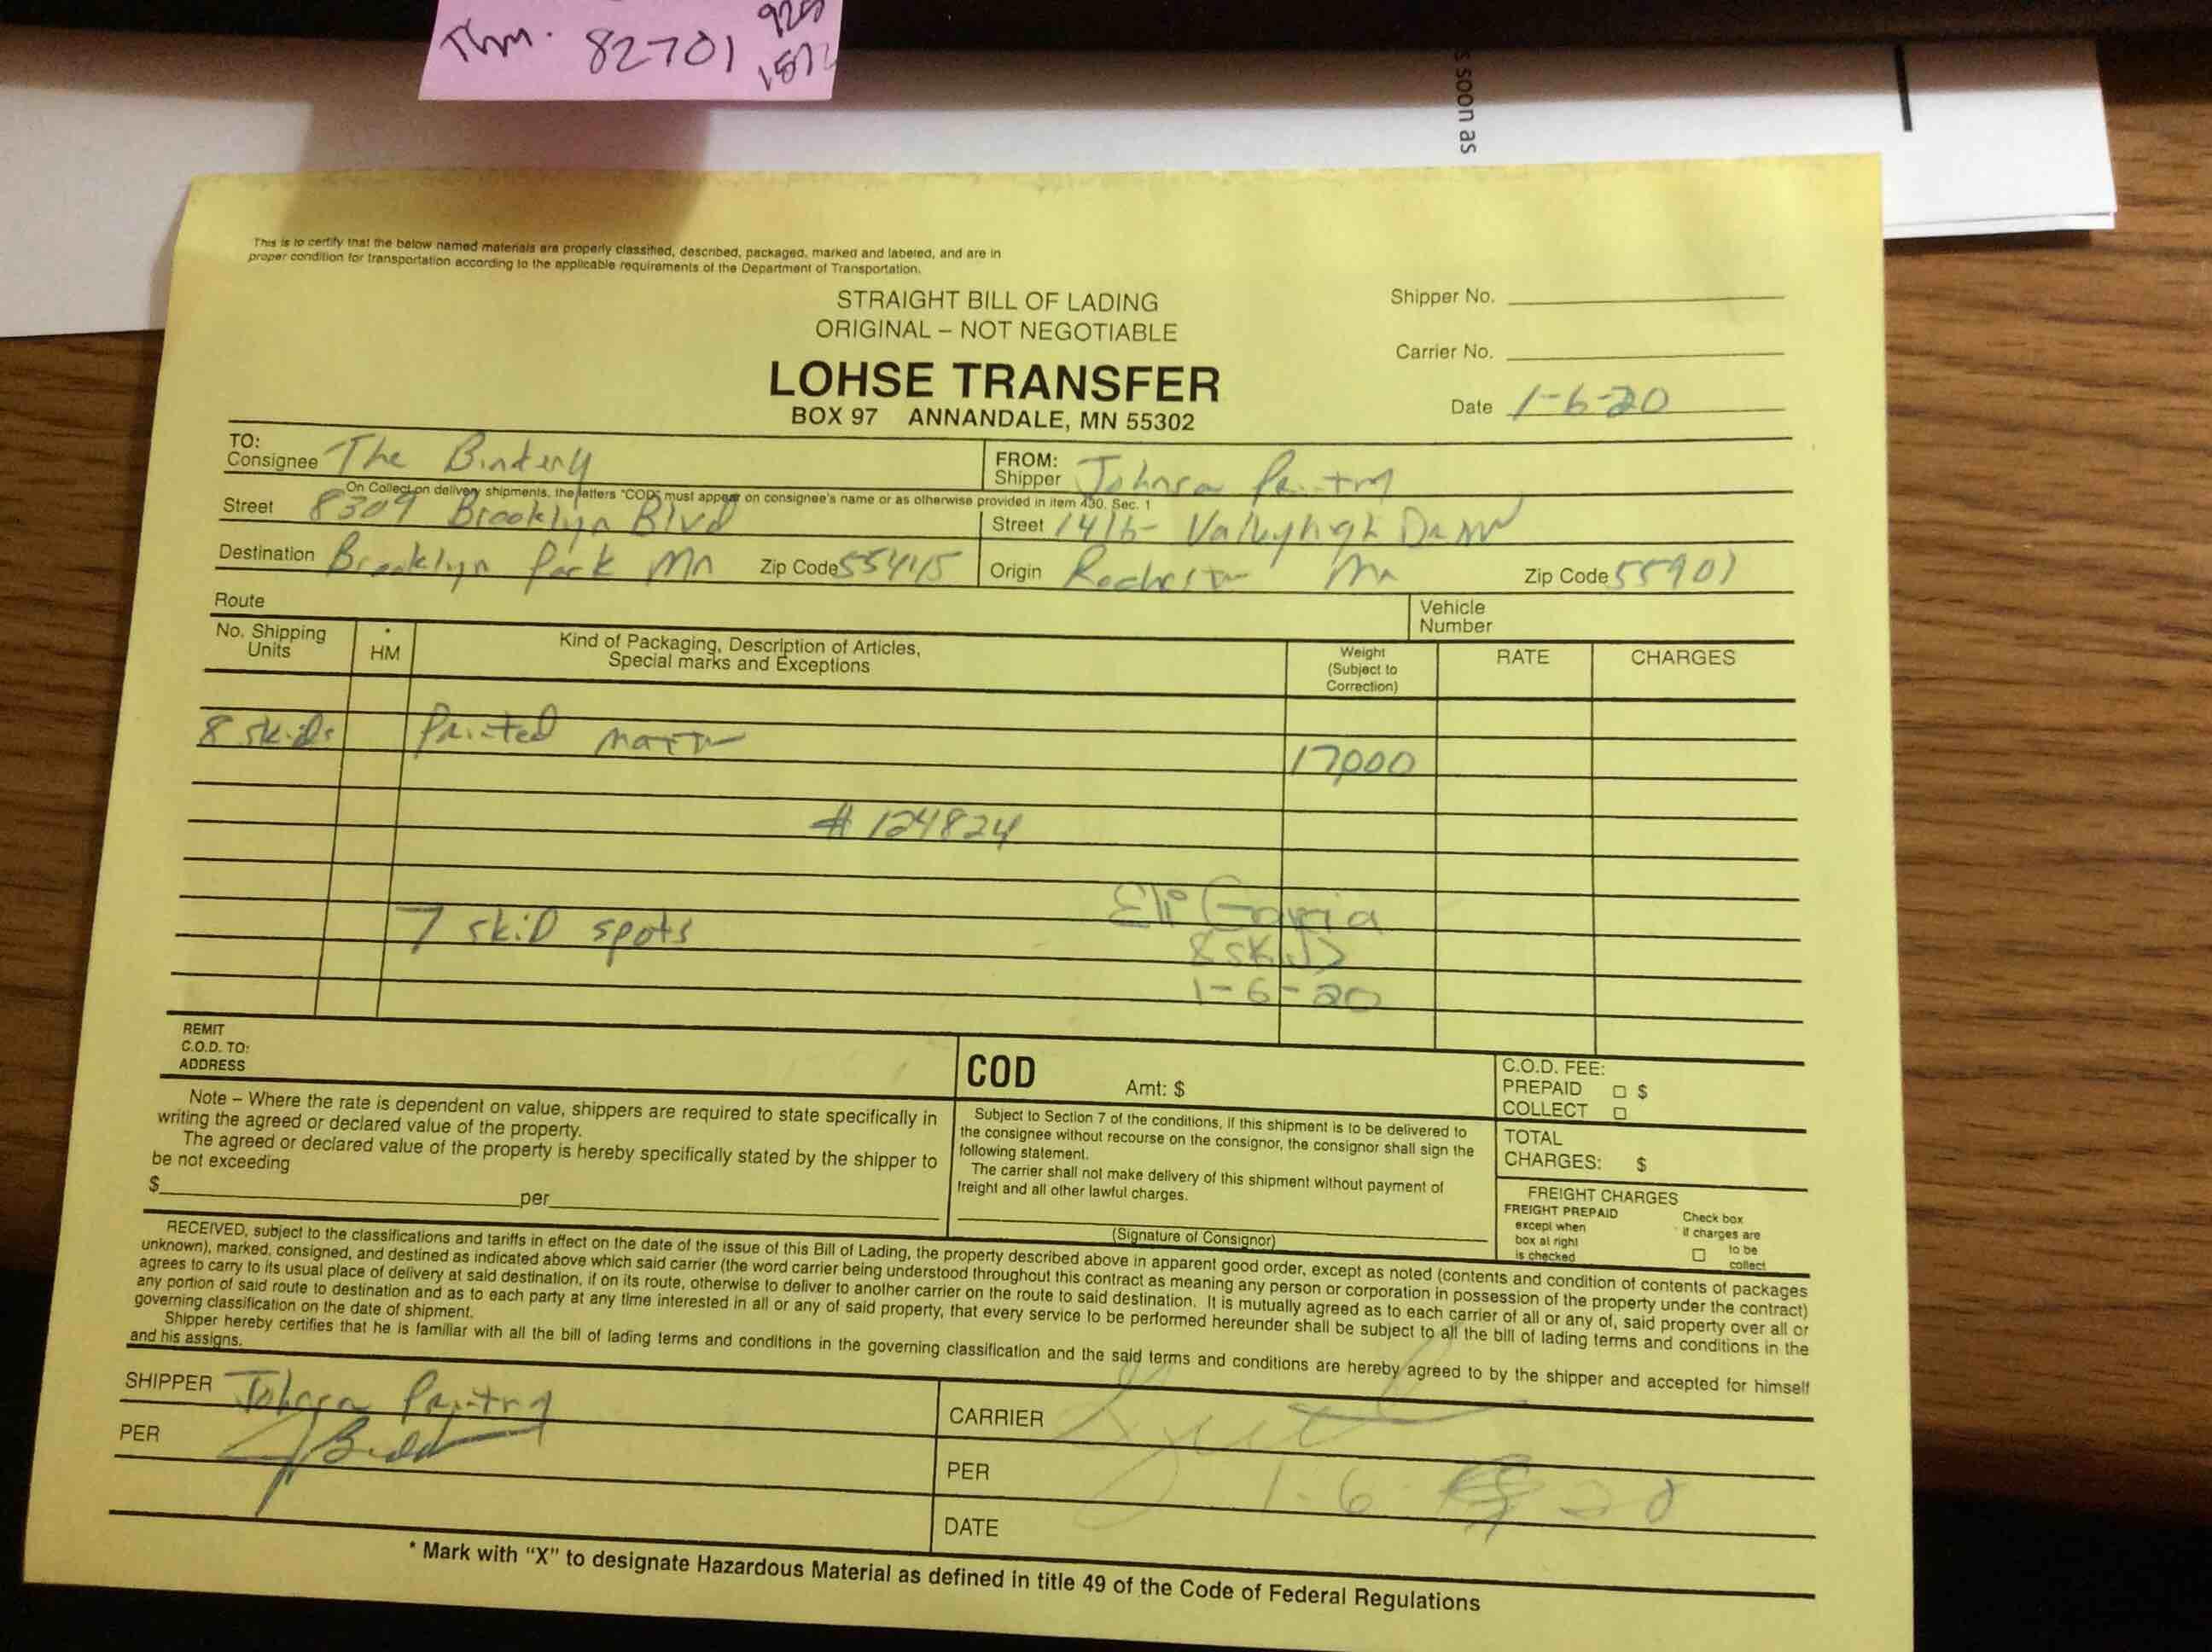 Thm. 82701 925
s soon as
This is to certify that the below named materials are properly classified, described, packaged, marked and labeled, and are in
proper condition for transportation according to the applicable requirements of the Department of Transportation.
STRAIGHT BILL OF LADING
ORIGINAL – NOT NEGOTIABLE
LOHSE TRANSFER
BOX 97 ANNANDALE, MN 55302
Shipper No.
Carrier No.
Date 1-6-20
TO:
Consignee The Bindery
FROM:
Shipper Johnson Printing
On Collect on delivery shipments, the letters "COD" must appear on consignee's name or as otherwise provided in item 430, Sec. 1
Street 8309 Brooklyn Blvd
Street 1416 Valleyhigh Dr NW
Destination Brooklyn Park Mn Zip Code 55445
Origin Rochester Mn Zip Code 55901
Route
Vehicle
Number
No. Shipping
Units
*
HM
Kind of Packaging, Description of Articles,
Special marks and Exceptions
Weight
(Subject to
Correction)
RATE
CHARGES
8 skids Printed matter 17,000
# 124824
7 skid spots
Eli Garcia
8 skids
1-6-20
REMIT
C.O.D. TO:
ADDRESS
COD Amt: $
C.O.D. FEE:
PREPAID □ $
COLLECT □
Note – Where the rate is dependent on value, shippers are required to state specifically in
writing the agreed or declared value of the property.
The agreed or declared value of the property is hereby specifically stated by the shipper to
be not exceeding
$ per
Subject to Section 7 of the conditions, if this shipment is to be delivered to
the consignee without recourse on the consignor, the consignor shall sign the
following statement.
The carrier shall not make delivery of this shipment without payment of
freight and all other lawful charges.
(Signature of Consignor)
TOTAL
CHARGES: $
FREIGHT CHARGES
FREIGHT PREPAID
except when
box at right
is checked
Check box
if charges are
□ to be
collect
RECEIVED, subject to the classifications and tariffs in effect on the date of the issue of this Bill of Lading, the property described above in apparent good order, except as noted (contents and condition of contents of packages
unknown), marked, consigned, and destined as indicated above which said carrier (the word carrier being understood throughout this contract as meaning any person or corporation in possession of the property under the contract)
agrees to carry to its usual place of delivery at said destination, if on its route, otherwise to deliver to another carrier on the route to said destination. It is mutually agreed as to each carrier of all or any of, said property over all or
any portion of said route to destination and as to each party at any time interested in all or any of said property, that every service to be performed hereunder shall be subject to all the bill of lading terms and conditions in the
governing classification on the date of shipment.
Shipper hereby certifies that he is familiar with all the bill of lading terms and conditions in the governing classification and the said terms and conditions are hereby agreed to by the shipper and accepted for himself
and his assigns.
SHIPPER Johnson Printing
PER
CARRIER
PER 1-6 20
DATE
* Mark with "X" to designate Hazardous Material as defined in title 49 of the Code of Federal Regulations